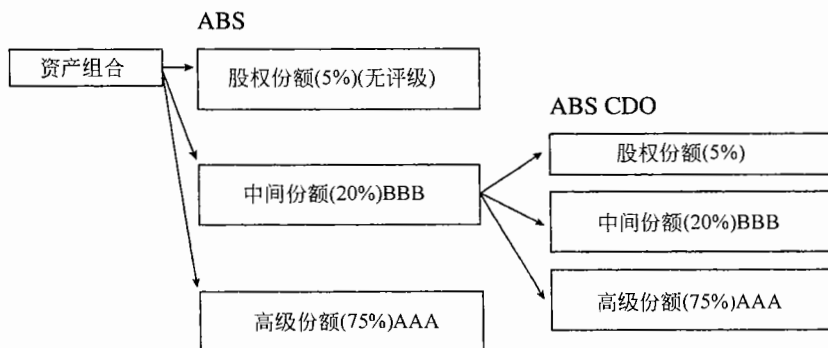 ABS
资产组合
股权份额(5%)(无评级)
ABS CDO
股权份额(5%)
中间份额(20%)BBB
中间份额(20%)BBB
高级份额(75%)AAA
高级份额(75%)AAA